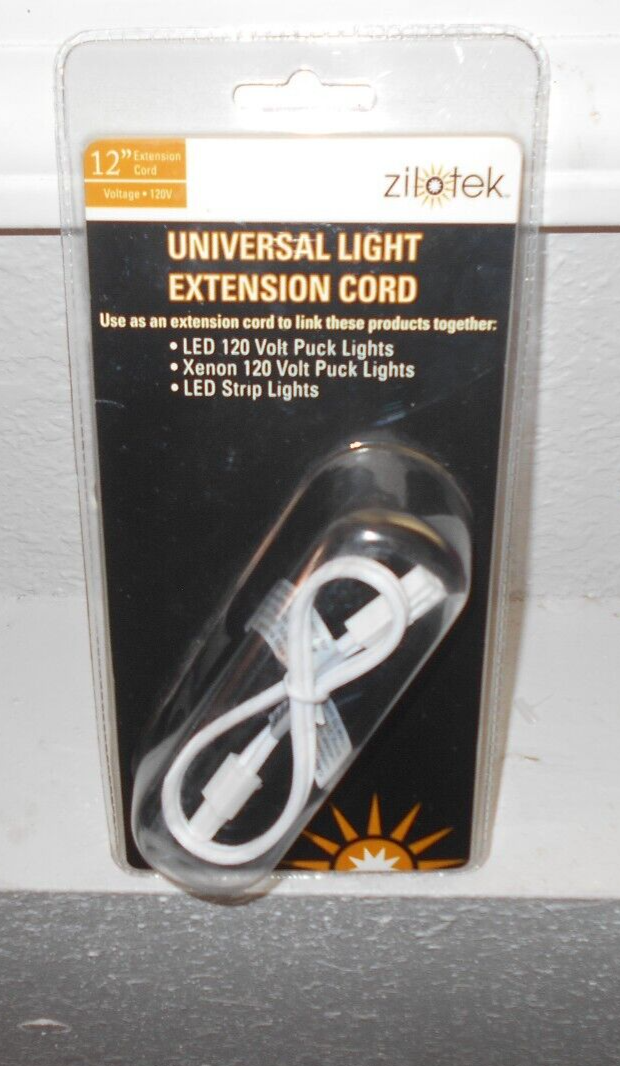 12” Extension
Cord
Voltage • 120V
zilotek™
UNIVERSAL LIGHT
EXTENSION CORD
Use as an extension cord to link these products together:
• LED 120 Volt Puck Lights
• Xenon 120 Volt Puck Lights
• LED Strip Lights